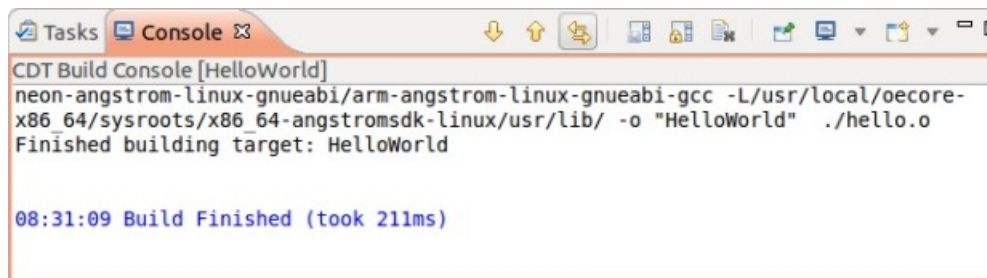 Tasks Console
CDT Build Console [HelloWorld]
neon-angstrom-linux-gnueabi/arm-angstrom-linux-gnueabi-gcc -L/usr/local/oecore-
x86_64/sysroots/x86_64-angstromsdk-linux/usr/lib/ -o "HelloWorld"  ./hello.o
Finished building target: HelloWorld
08:31:09 Build Finished (took 211ms)